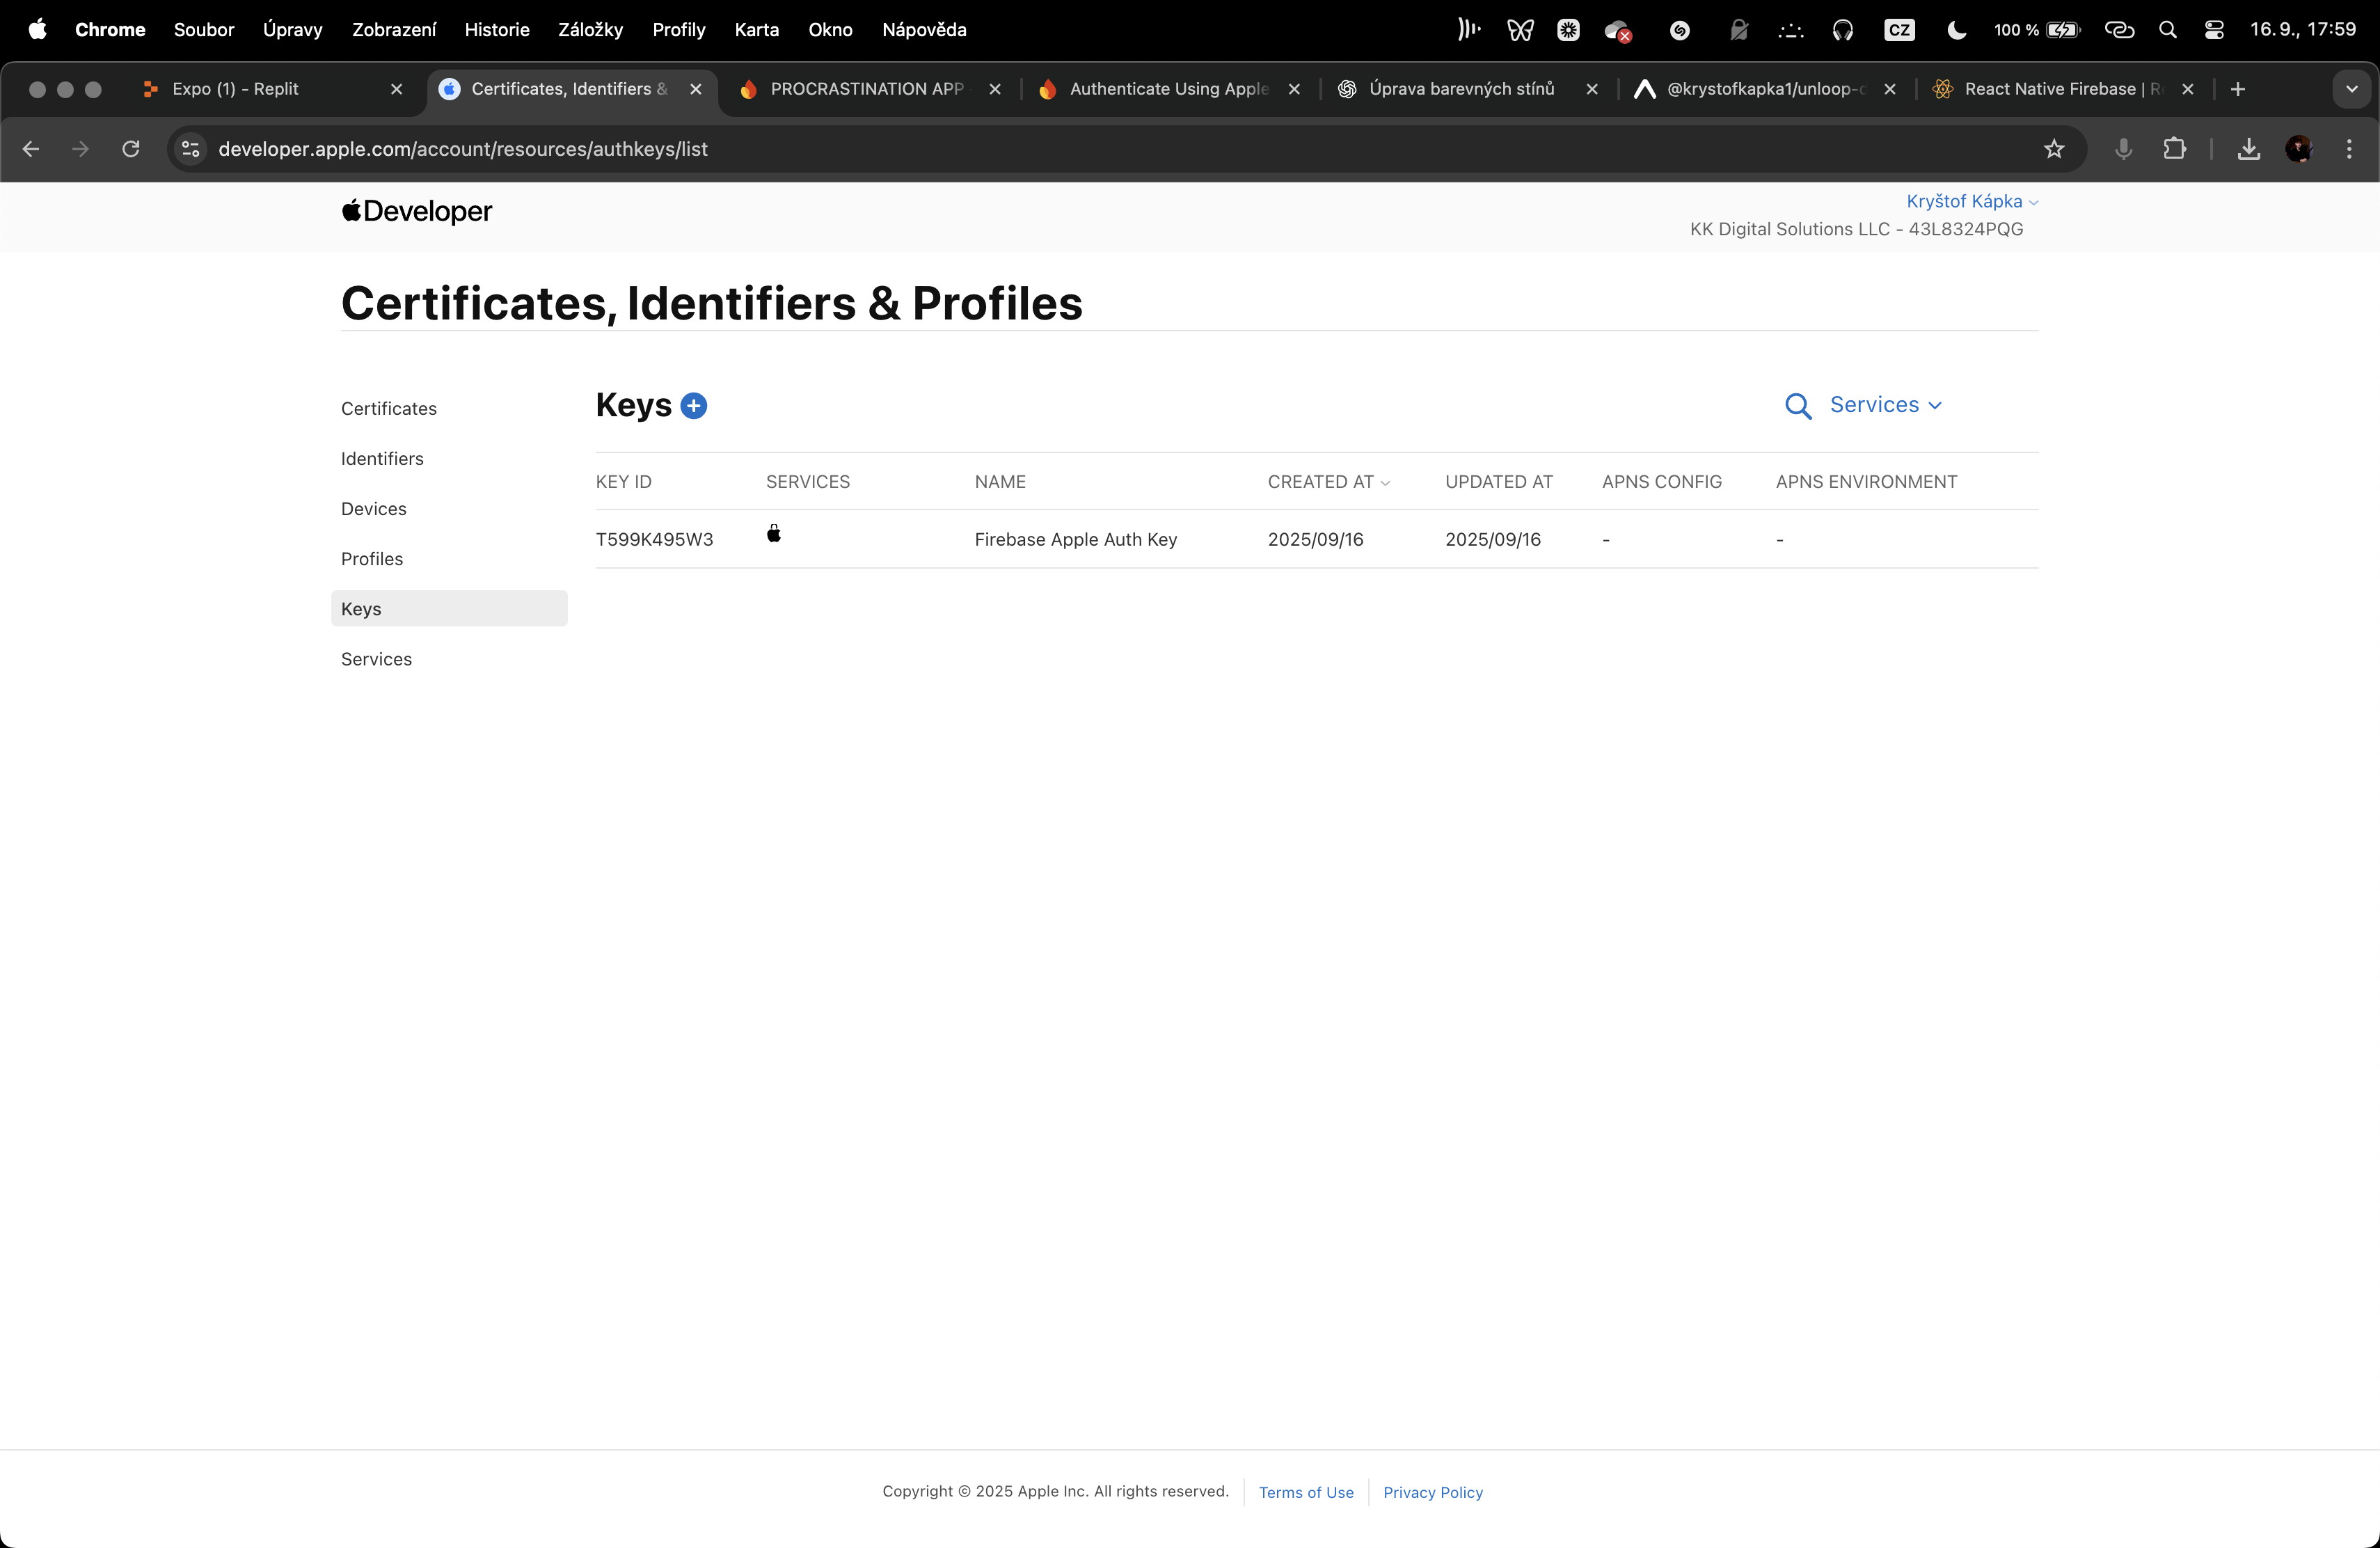 Chrome Soubor Úpravy Zobrazení Historie Záložky Profily Karta Okno Nápověda CZ 100 % 16. 9., 17:59
Expo (1) - Replit Certificates, Identifiers & PROCRASTINATION APP Authenticate Using Apple Úprava barevných stínů @krystofkapka1/unloop- React Native Firebase |
developer.apple.com/account/resources/authkeys/list
Developer
Kryštof Kápka
KK Digital Solutions LLC - 43L8324PQG
Certificates, Identifiers & Profiles
Certificates
Identifiers
Devices
Profiles
Keys
Services
Keys
Services
KEY ID SERVICES NAME CREATED AT UPDATED AT APNS CONFIG APNS ENVIRONMENT
T599K495W3 Firebase Apple Auth Key 2025/09/16 2025/09/16 - -
Copyright © 2025 Apple Inc. All rights reserved. Terms of Use Privacy Policy